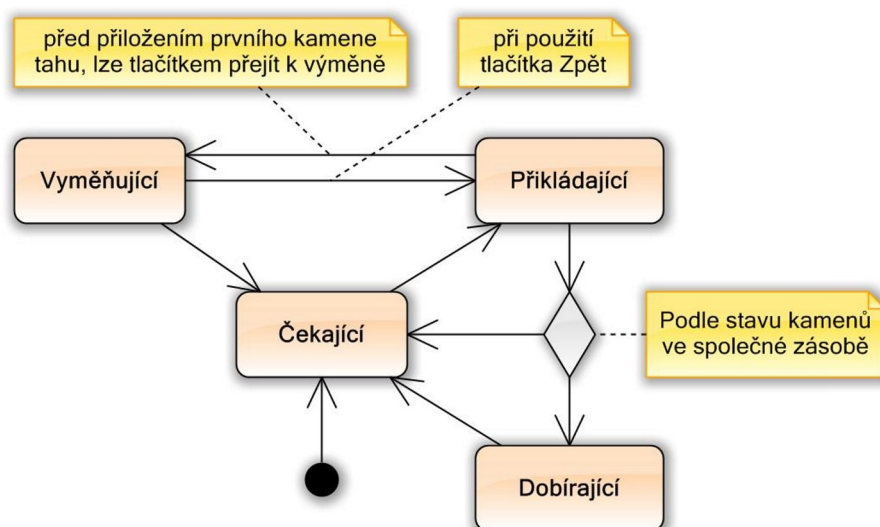 před přiložením prvního kamene
tahu, lze tlačítkem přejít k výměně
při použití
tlačítka Zpět
Vyměňující
Přikládající
Čekající
Podle stavu kamenů
ve společné zásobě
Dobírající